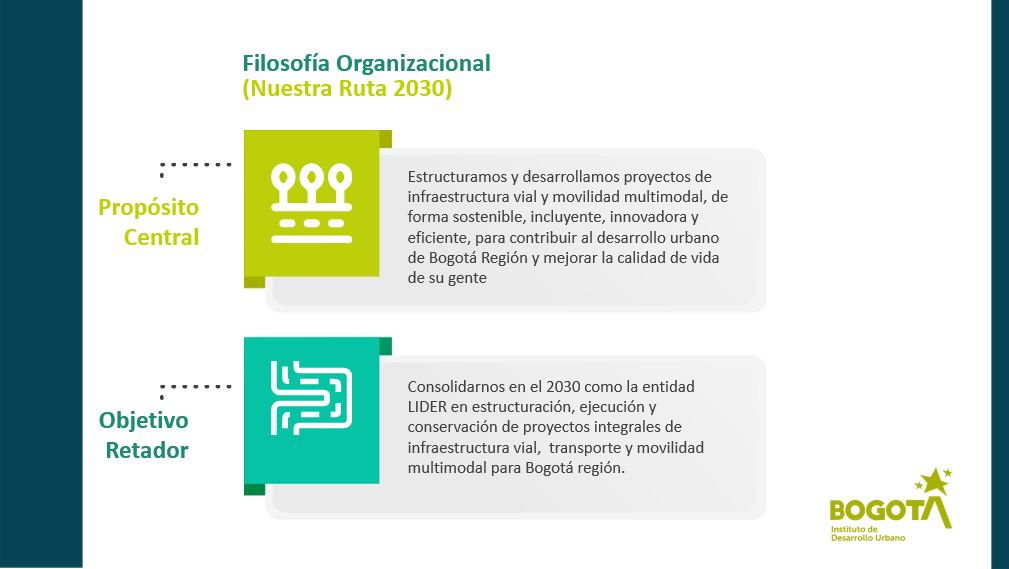 Filosofía Organizacional
(Nuestra Ruta 2030)
Propósito
Central
Estructuramos y desarrollamos proyectos de
infraestructura vial y movilidad multimodal, de
forma sostenible, incluyente, innovadora y
eficiente, para contribuir al desarrollo urbano
de Bogotá Región y mejorar la calidad de vida
de su gente
Objetivo
Retador
Consolidarnos en el 2030 como la entidad
LIDER en estructuración, ejecución y
conservación de proyectos integrales de
infraestructura vial,  transporte y movilidad
multimodal para Bogotá región.
BOGOTÁ
Instituto de
Desarrollo Urbano